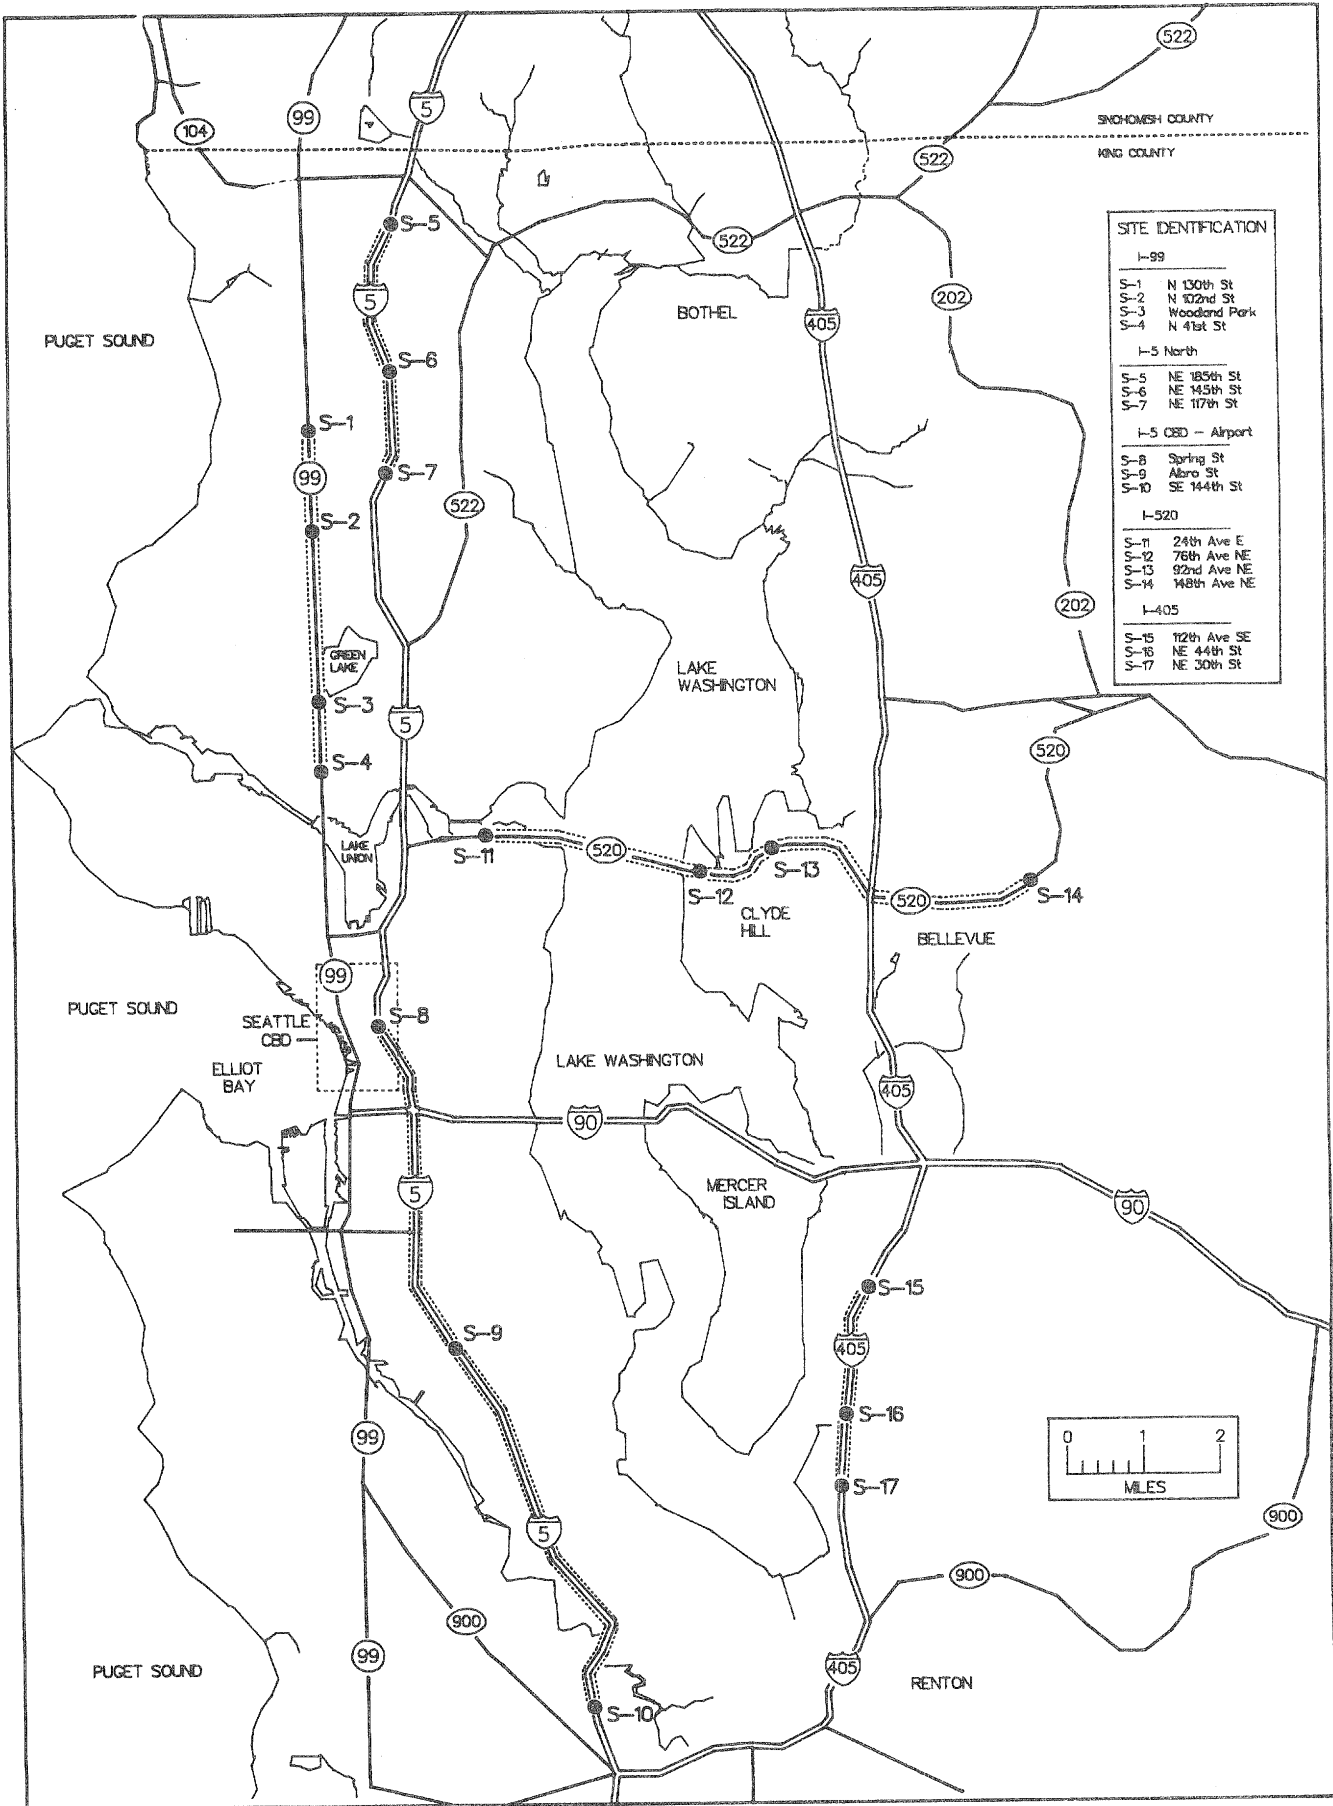 522
5
99
104
SNOHOMISH COUNTY
KING COUNTY
522
522
S-5
SITE IDENTIFICATION
I-99
S-1 N 130th St
S-2 N 102nd St
S-3 Woodland Park
S-4 N 41st St
I-5 North
S-5 NE 185th St
S-6 NE 145th St
S-7 NE 117th St
I-5 CBD - Airport
S-8 Spring St
S-9 Albro St
S-10 SE 144th St
I-520
S-11 24th Ave E
S-12 76th Ave NE
S-13 92nd Ave NE
S-14 148th Ave NE
I-405
S-15 112th Ave SE
S-16 NE 44th St
S-17 NE 30th St
202
5
BOTHEL
405
PUGET SOUND
S-6
S-1
99
S-7
522
S-2
405
202
GREEN
LAKE
LAKE
WASHINGTON
S-3
5
520
S-4
LAKE
UNION
S-11
520
S-13
S-12
520
S-14
CLYDE
HILL
BELLEVUE
99
PUGET SOUND
SEATTLE
CBD
S-8
ELLIOT
BAY
LAKE WASHINGTON
405
90
5
MERCER
ISLAND
90
S-15
S-9
405
S-16
99
0 1 2
MILES
S-17
900
5
900
900
99
PUGET SOUND
405
RENTON
S-10